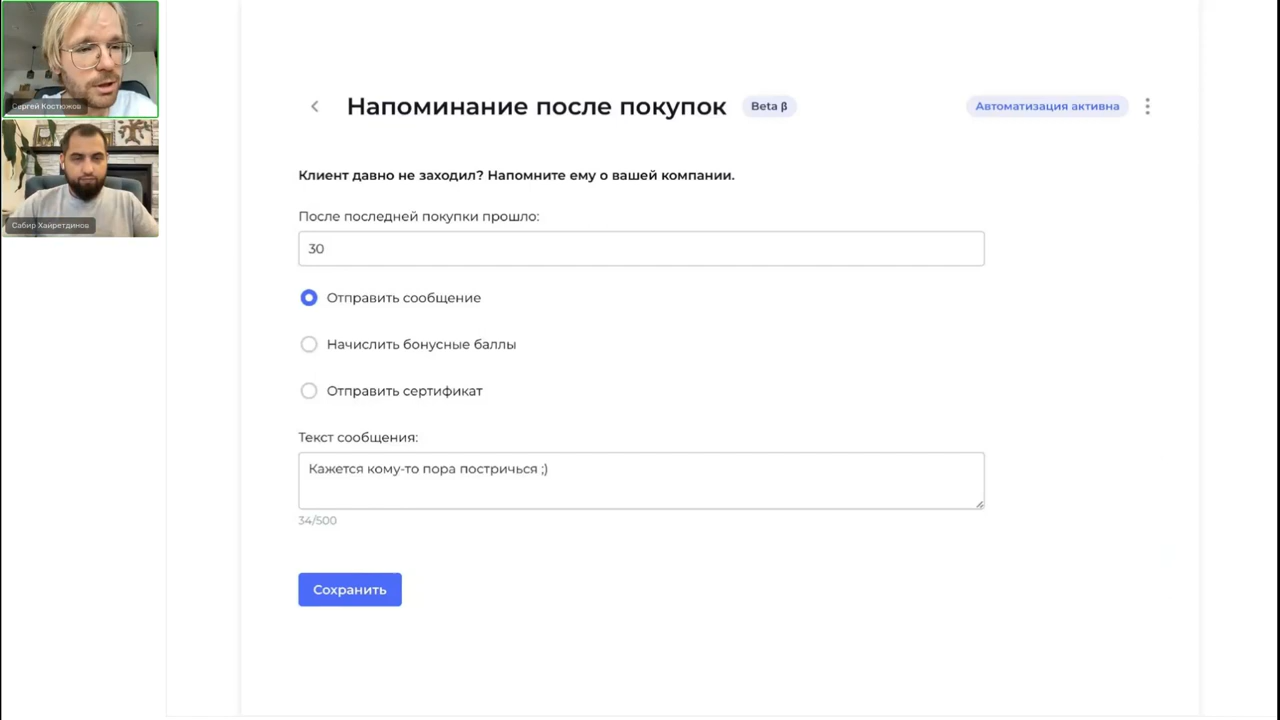 Сергей Костюжов
Сабир Хайретдинов
Напоминание после покупок
Beta β
Автоматизация активна
Клиент давно не заходил? Напомните ему о вашей компании.
После последней покупки прошло:
30
Отправить сообщение
Начислить бонусные баллы
Отправить сертификат
Текст сообщения:
Кажется кому-то пора постричься ;)
34/500
Сохранить